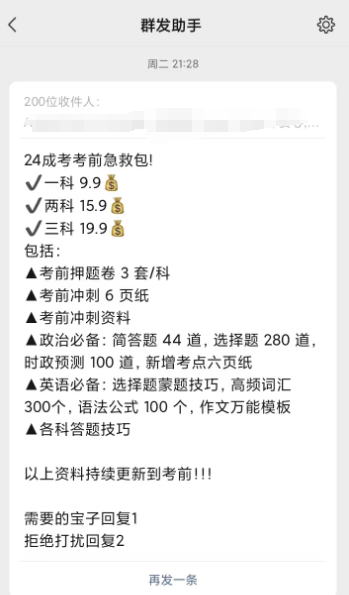 群发助手
周二 21:28
200位收件人:
24成考考前急救包!
✔一科 9.9💰
✔两科 15.9💰
✔三科 19.9💰
包括:
▲考前押题卷 3 套/科
▲考前冲刺 6 页纸
▲考前冲刺资料
▲政治必备: 简答题 44 道, 选择题 280 道,
时政预测 100 道, 新增考点六页纸
▲英语必备: 选择题蒙题技巧, 高频词汇
300个, 语法公式 100 个, 作文万能模板
▲各科答题技巧
以上资料持续更新到考前!!!
需要的宝子回复1
拒绝打扰回复2
再发一条